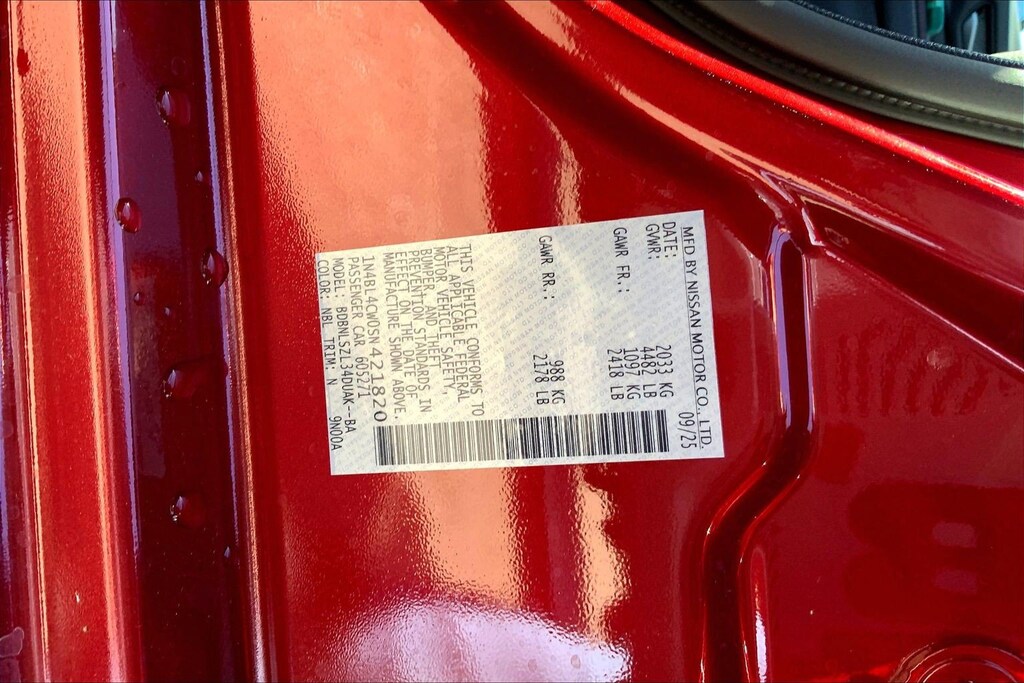 MFD BY NISSAN MOTOR CO., LTD.
DATE: 09/25
GVWR: 2033 KG
4482 LB
GAWR FR.: 1097 KG
2418 LB
GAWR RR.: 988 KG
2178 LB
THIS VEHICLE CONFORMS TO
ALL APPLICABLE FEDERAL
MOTOR VEHICLE SAFETY,
BUMPER, AND THEFT
PREVENTION STANDARDS IN
EFFECT ON THE DATE OF
MANUFACTURE SHOWN ABOVE.
1N4BL4CW0SN421820
PASSENGER CAR 605271
MODEL: BDBNLSZL34DUAK--BA
COLOR: NBL TRIM: N 9N00A